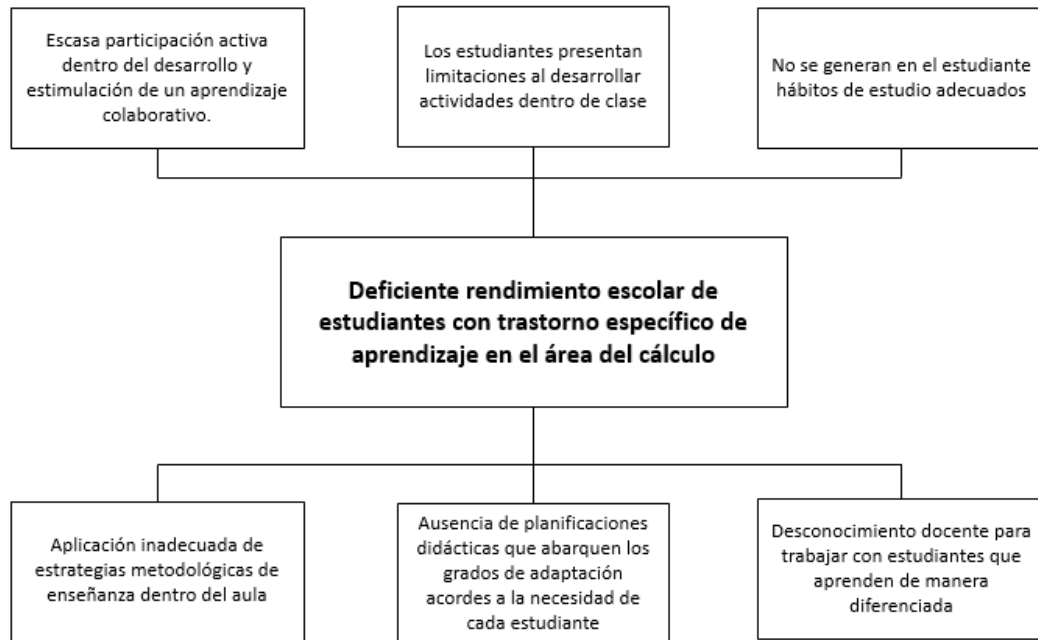 Escasa participación activa
dentro del desarrollo y
estimulación de un aprendizaje
colaborativo.
Los estudiantes presentan
limitaciones al desarrollar
actividades dentro de clase
No se generan en el estudiante
hábitos de estudio adecuados
Deficiente rendimiento escolar de
estudiantes con trastorno específico de
aprendizaje en el área del cálculo
Aplicación inadecuada de
estrategias metodológicas de
enseñanza dentro del aula
Ausencia de planificaciones
didácticas que abarquen los
grados de adaptación
acordes a la necesidad de
cada estudiante
Desconocimiento docente para
trabajar con estudiantes que
aprenden de manera
diferenciada